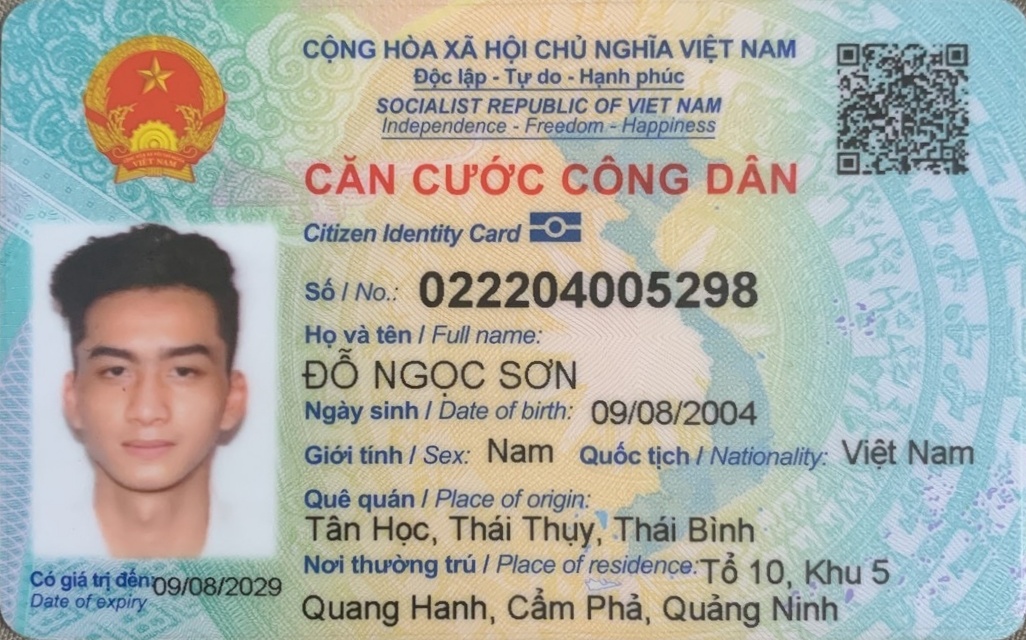 CỘNG HÒA XÃ HỘI CHỦ NGHĨA VIỆT NAM
Độc lập - Tự do - Hạnh phúc
SOCIALIST REPUBLIC OF VIET NAM
Independence - Freedom - Happiness
CĂN CƯỚC CÔNG DÂN
Citizen Identity Card
Số / No.: 022204005298
Họ và tên / Full name:
ĐỖ NGỌC SƠN
Ngày sinh / Date of birth: 09/08/2004
Giới tính / Sex: Nam Quốc tịch / Nationality: Việt Nam
Quê quán / Place of origin:
Tân Học, Thái Thụy, Thái Bình
Nơi thường trú / Place of residence: Tổ 10, Khu 5
Quang Hanh, Cẩm Phả, Quảng Ninh
Có giá trị đến: 09/08/2029
Date of expiry
VIỆT NAM